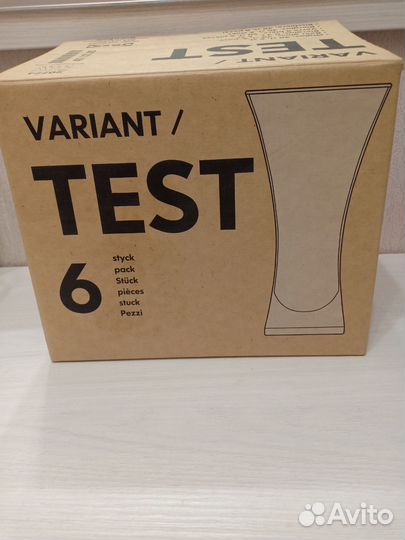 VARIANT/
TEST
VARIANT /
TEST
6
styck
pack
Stück
pièces
stuck
Pezzi
Avito